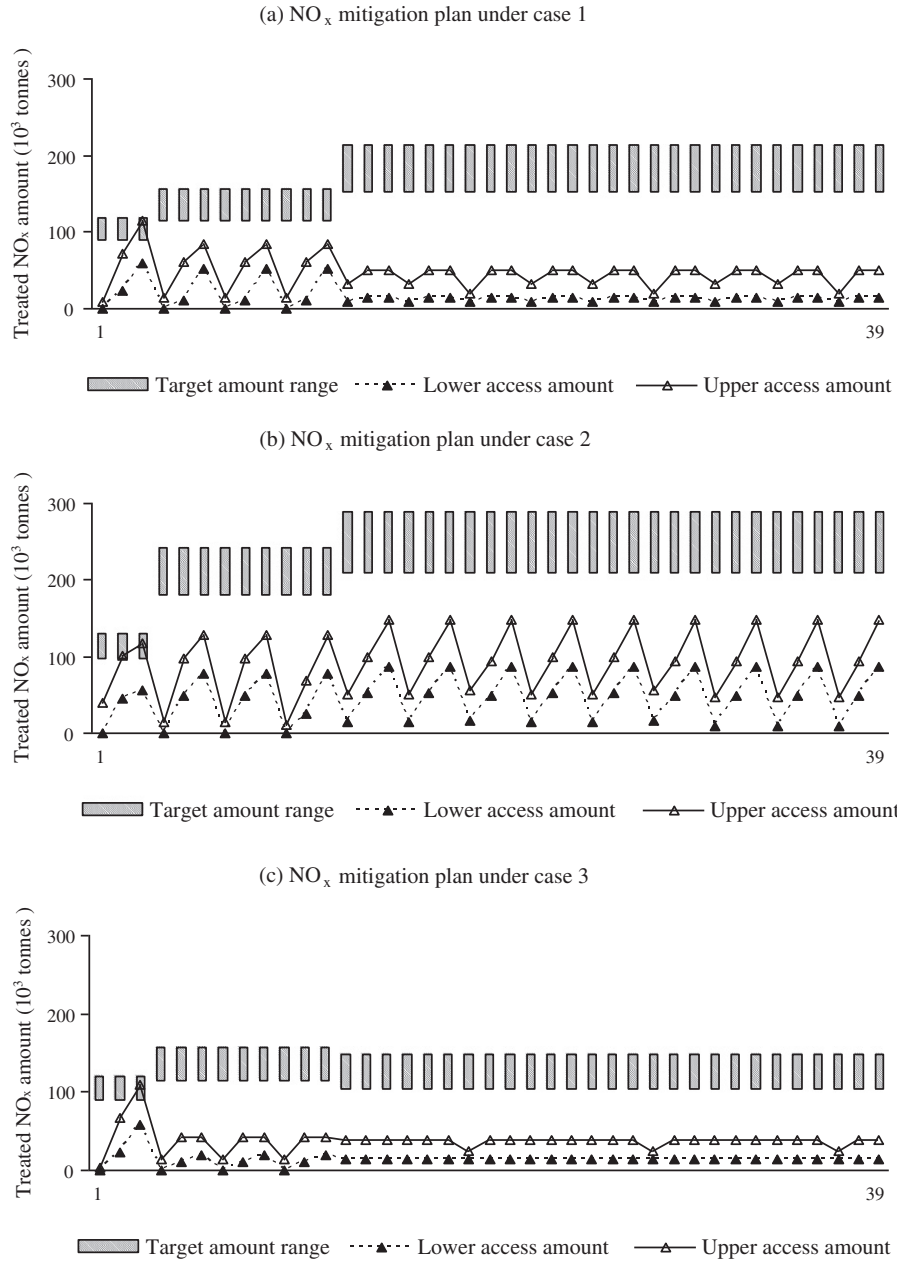 (a) NOx mitigation plan under case 1
Treated NOx amount (10³ tonnes )
300
200
100
0
1
39
Target amount range
Lower access amount
Upper access amount
(b) NOx mitigation plan under case 2
Treated NOx amount (10³ tonnes )
300
200
100
0
1
39
Target amount range
Lower access amount
Upper access amount
(c) NOx mitigation plan under case 3
Treated NOx amount (10³ tonnes )
300
200
100
0
1
39
Target amount range
Lower access amount
Upper access amount